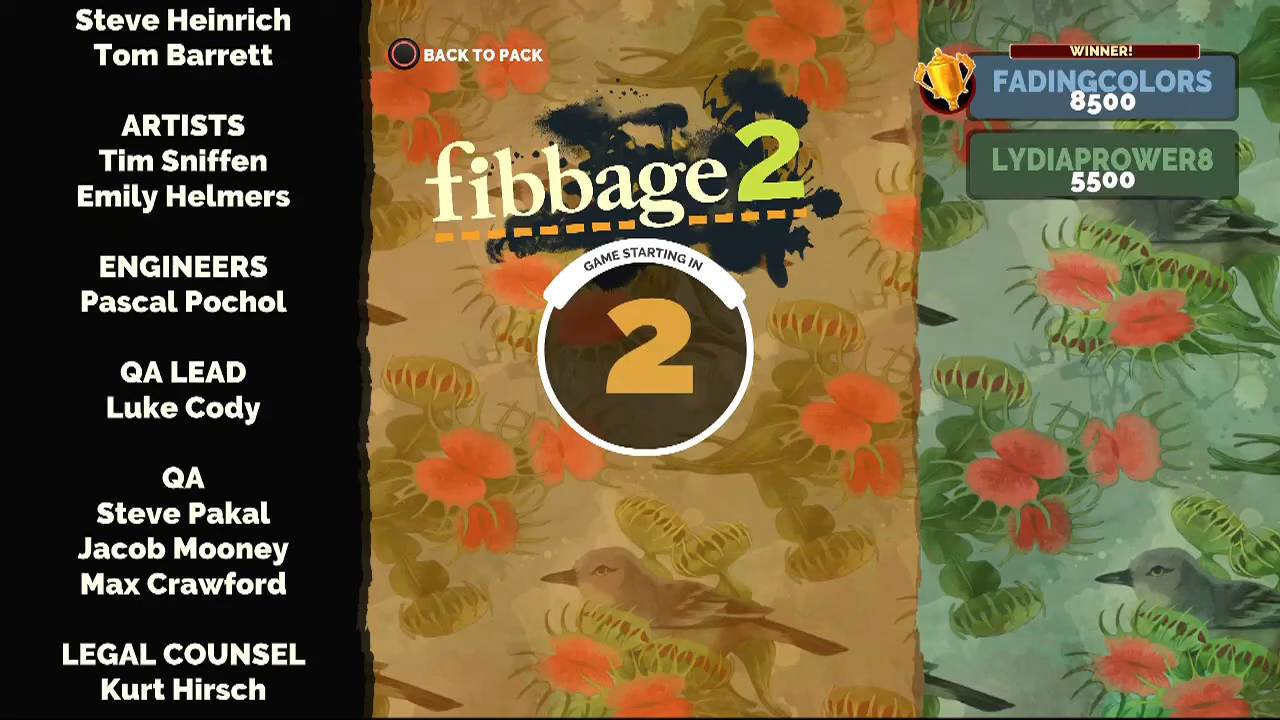 Steve Heinrich
Tom Barrett
ARTISTS
Tim Sniffen
Emily Helmers
ENGINEERS
Pascal Pochol
QA LEAD
Luke Cody
QA
Steve Pakal
Jacob Mooney
Max Crawford
LEGAL COUNSEL
Kurt Hirsch
BACK TO PACK
fibbage 2
GAME STARTING IN
2
WINNER!
FADINGCOLORS
8500
LYDIAPROWER8
5500